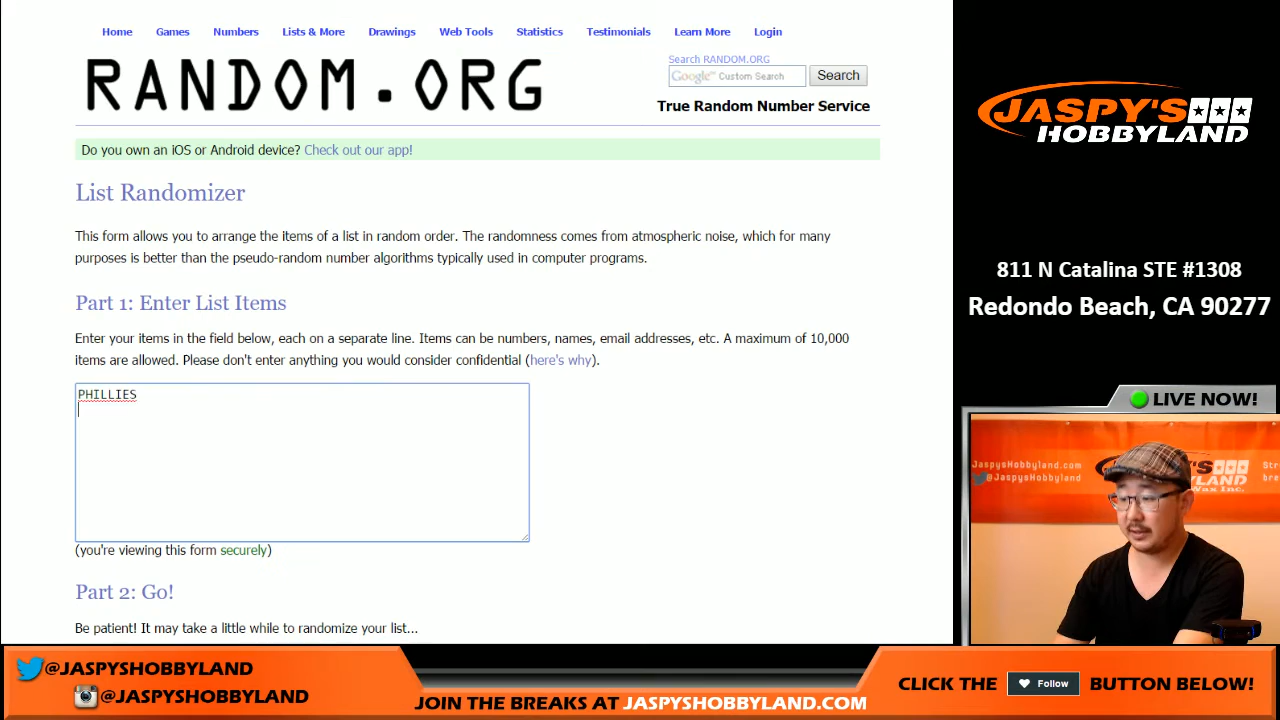 Home Games Numbers Lists & More Drawings Web Tools Statistics Testimonials Learn More Login
RANDOM.ORG
Search RANDOM.ORG
Google™ Custom Search Search
True Random Number Service
Do you own an iOS or Android device? Check out our app!
List Randomizer
This form allows you to arrange the items of a list in random order. The randomness comes from atmospheric noise, which for many
purposes is better than the pseudo-random number algorithms typically used in computer programs.
Part 1: Enter List Items
Enter your items in the field below, each on a separate line. Items can be numbers, names, email addresses, etc. A maximum of 10,000
items are allowed. Please don't enter anything you would consider confidential (here's why).
PHILLIES
(you're viewing this form securely)
Part 2: Go!
Be patient! It may take a little while to randomize your list...
JASPY'S
HOBBYLAND
811 N Catalina STE #1308
Redondo Beach, CA 90277
LIVE NOW!
JaspysHobbyland.com
@JaspysHobbyland
@JASPYSHOBBYLAND
@JASPYSHOBBYLAND
JOIN THE BREAKS AT JASPYSHOBBYLAND.COM
CLICK THE Follow BUTTON BELOW!